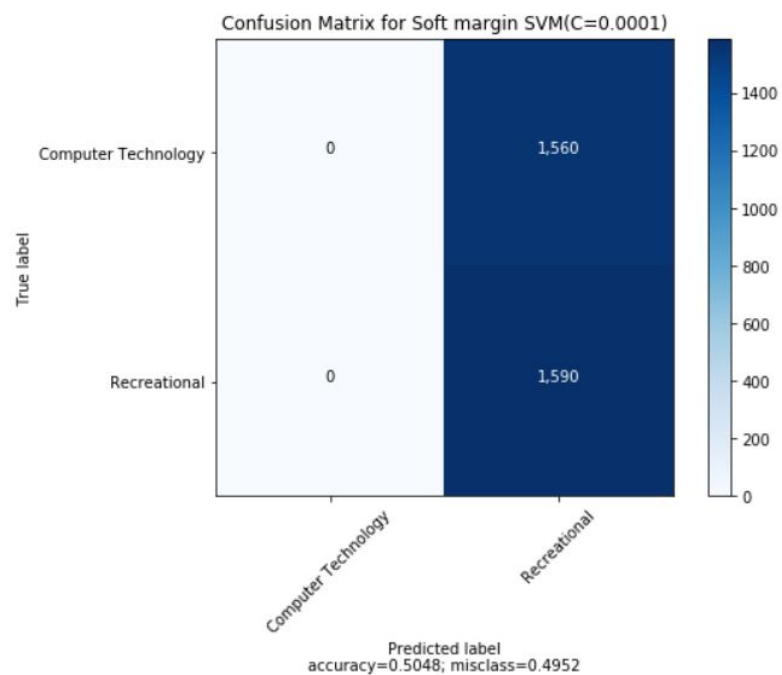 Confusion Matrix for Soft margin SVM(C=0.0001)
Computer Technology
0
1,560
Recreational
0
1,590
True label
Computer Technology
Recreational
Predicted label
accuracy=0.5048; misclass=0.4952
1400
1200
1000
800
600
400
200
0